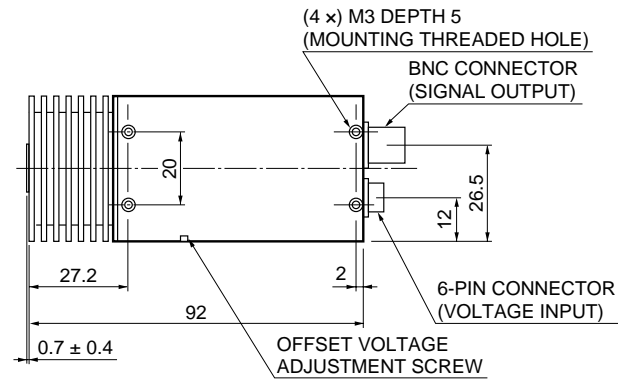 (4 ×) M3 DEPTH 5
(MOUNTING THREADED HOLE)
BNC CONNECTOR
(SIGNAL OUTPUT)
20
26.5
12
27.2
2
6-PIN CONNECTOR
(VOLTAGE INPUT)
92
0.7 ± 0.4
OFFSET VOLTAGE
ADJUSTMENT SCREW